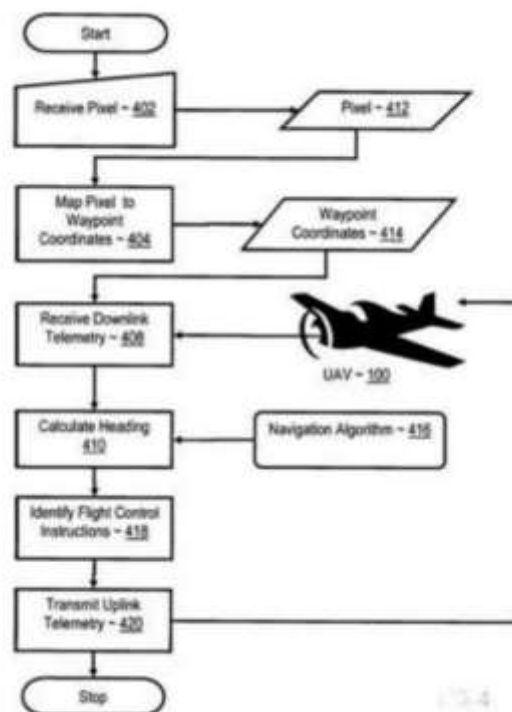 Start
Receive Pixel ~ 402
Pixel ~ 412
Map Pixel to
Waypoint
Coordinates ~ 404
Waypoint
Coordinates ~ 414
Receive Downlink
Telemetry ~ 408
UAV ~ 100
Calculate Heading
410
Navigation Algorithm ~ 416
Identify Flight Control
Instructions ~ 418
Transmit Uplink
Telemetry ~ 420
Stop